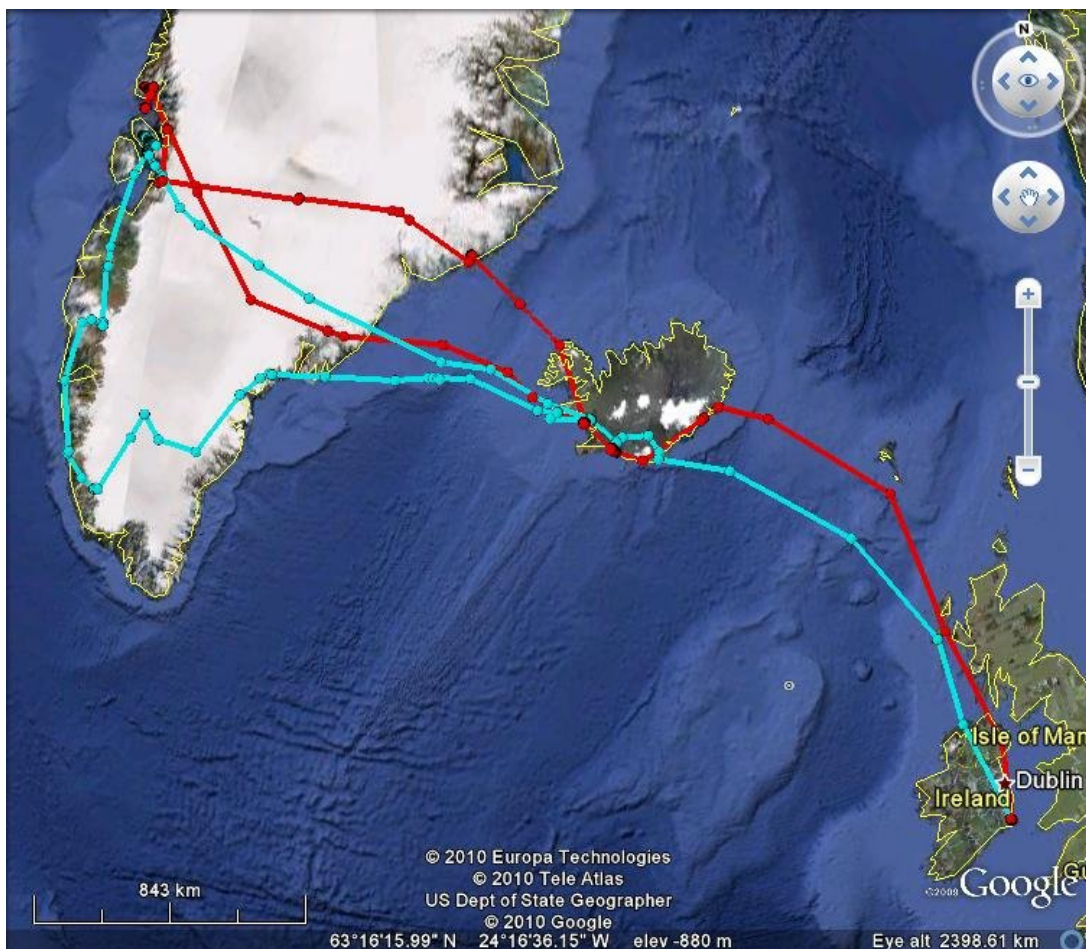 N
Isle of Man
Dublin
Ireland
© 2010 Europa Technologies
© 2010 Tele Atlas
US Dept of State Geographer
© 2010 Google
©2009 Google
Gu
843 km
63°16'15.99" N 24°16'36.15" W elev -880 m Eye alt 2398.61 km